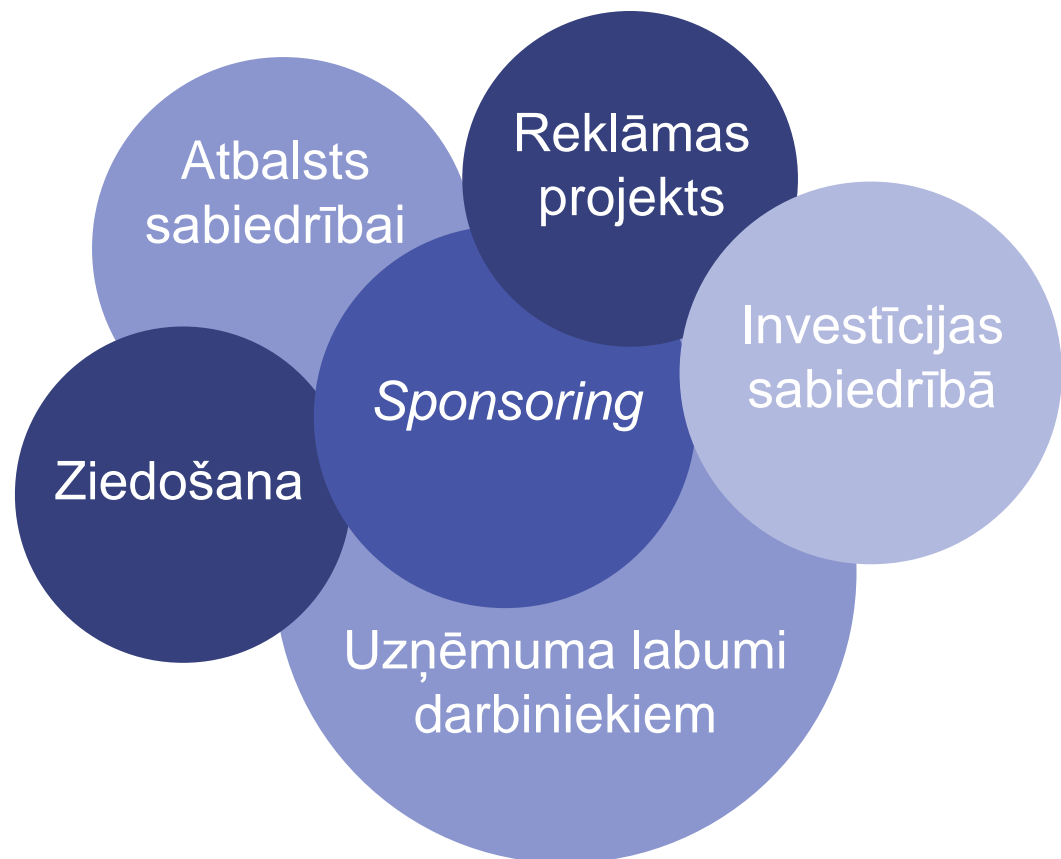 Atbalsts
sabiedrībai
Reklāmas
projekts
Investīcijas
sabiedrībā
Sponsoring
Ziedošana
Uzņēmuma labumi
darbiniekiem